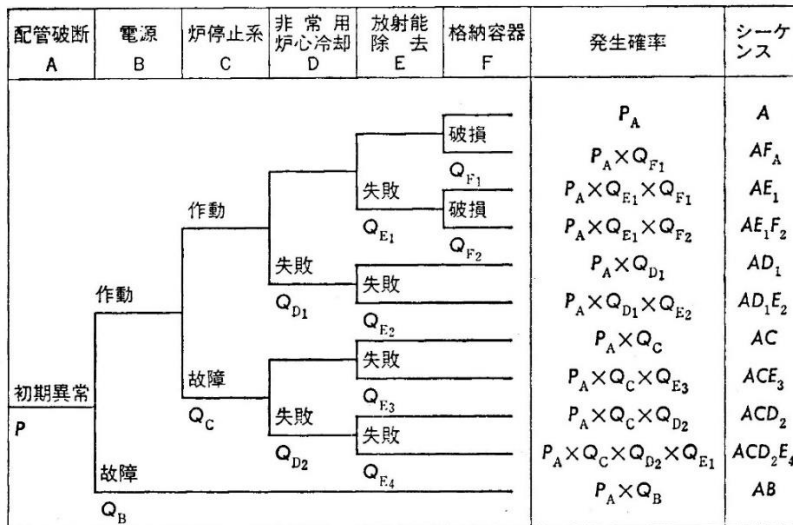 配管破断 電源 炉停止系 非常用炉心冷却 放射能除去 格納容器 発生確率 シーケンス
A B C D E F
P_A A
破損
P_A×Q_F1 AF_A
Q_F1
失敗 P_A×Q_E1×Q_F1 AE_1
作動 破損
Q_E1 P_A×Q_E1×Q_F2 AE_1F_2
Q_F2
失敗 P_A×Q_D1 AD_1
作動 失敗
Q_D1 P_A×Q_D1×Q_E2 AD_1E_2
Q_E2
P_A×Q_C AC
初期異常 故障 失敗
P_A×Q_C×Q_E3 ACE_3
P Q_C Q_E3
失敗 P_A×Q_C×Q_D2 ACD_2
失敗
Q_D2 P_A×Q_C×Q_D2×Q_E1 ACD_2E_4
故障 Q_E4
P_A×Q_B AB
Q_B